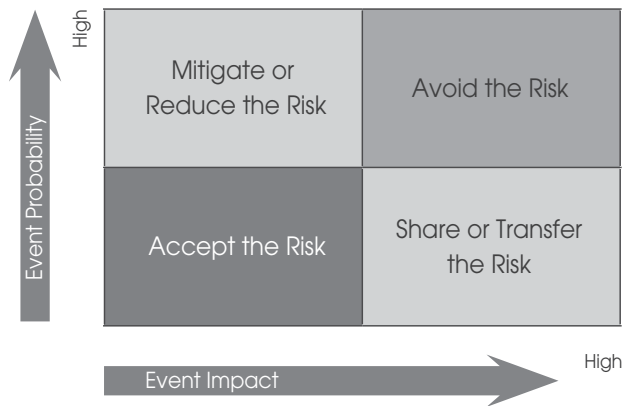 High
Event Probability
Mitigate or
Reduce the Risk
Avoid the Risk
Accept the Risk
Share or Transfer
the Risk
Event Impact
High